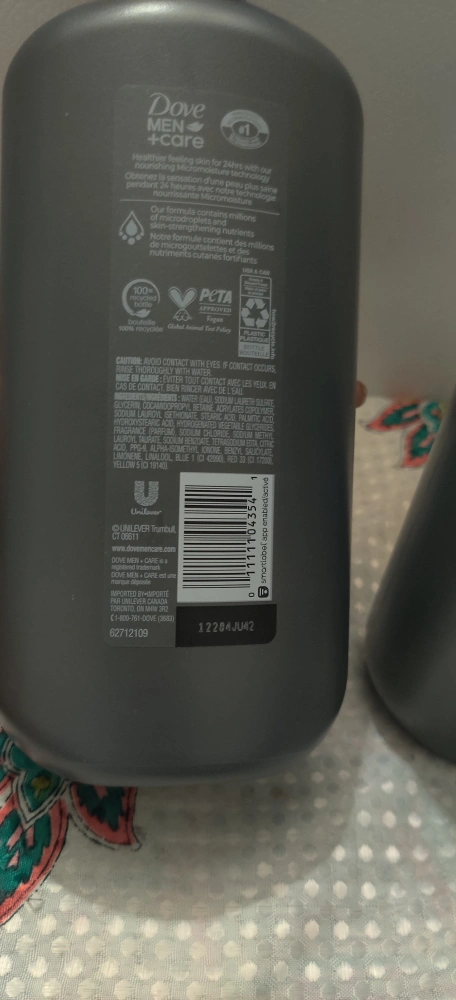 Dove
MEN
+care
#1
Healthier feeling skin for 24hrs with our
nourishing Micromoisture technology
Obtenez la sensation d'une peau plus saine
pendant 24 heures avec notre technologie
nourrissante Micromoisture
Our formula contains millions
of microdroplets and
skin-strengthening nutrients
Notre formule contient des millions
de microgouttelettes et des
nutriments cutanés fortifiants
100%
recycled
bottle
bouteille
100% recyclée
PETA
APPROVED
Vegan
Global Animal Test Policy
USA & CAN
PLASTIC
PLASTIQUE
BOTTLE
BOUTEILLE
how2recycle.info
CAUTION: AVOID CONTACT WITH EYES. IF CONTACT OCCURS,
RINSE THOROUGHLY WITH WATER.
MISE EN GARDE : ÉVITER TOUT CONTACT AVEC LES YEUX. EN
CAS DE CONTACT, BIEN RINCER AVEC DE L'EAU.
INGREDIENTS/INGRÉDIENTS: WATER (EAU), SODIUM LAURETH SULFATE,
GLYCERIN, COCAMIDOPROPYL BETAINE, ACRYLATES COPOLYMER,
SODIUM LAUROYL ISETHIONATE, STEARIC ACID, PALMITIC ACID,
HYDROXYSTEARIC ACID, HYDROGENATED VEGETABLE GLYCERIDES,
FRAGRANCE (PARFUM), SODIUM CHLORIDE, SODIUM METHYL
LAUROYL TAURATE, SODIUM BENZOATE, TETRASODIUM EDTA, CITRIC
ACID, PPG-9, ALPHA-ISOMETHYL IONONE, BENZYL SALICYLATE,
LIMONENE, LINALOOL, BLUE 1 (CI 42090), RED 33 (CI 17200),
YELLOW 5 (CI 19140)
Unilever
© UNILEVER Trumbull,
CT 06611
www.dovemencare.com
DOVE MEN + CARE is a
registered trademark
DOVE MEN + CARE est une
marque déposée
IMPORTED BY•IMPORTÉ
PAR UNILEVER CANADA
TORONTO, ON M4W 3R2
1-800-761-DOVE (3683)
62712109
0 11111 04354 1
smartlabel app enabled/activé
12204JU42